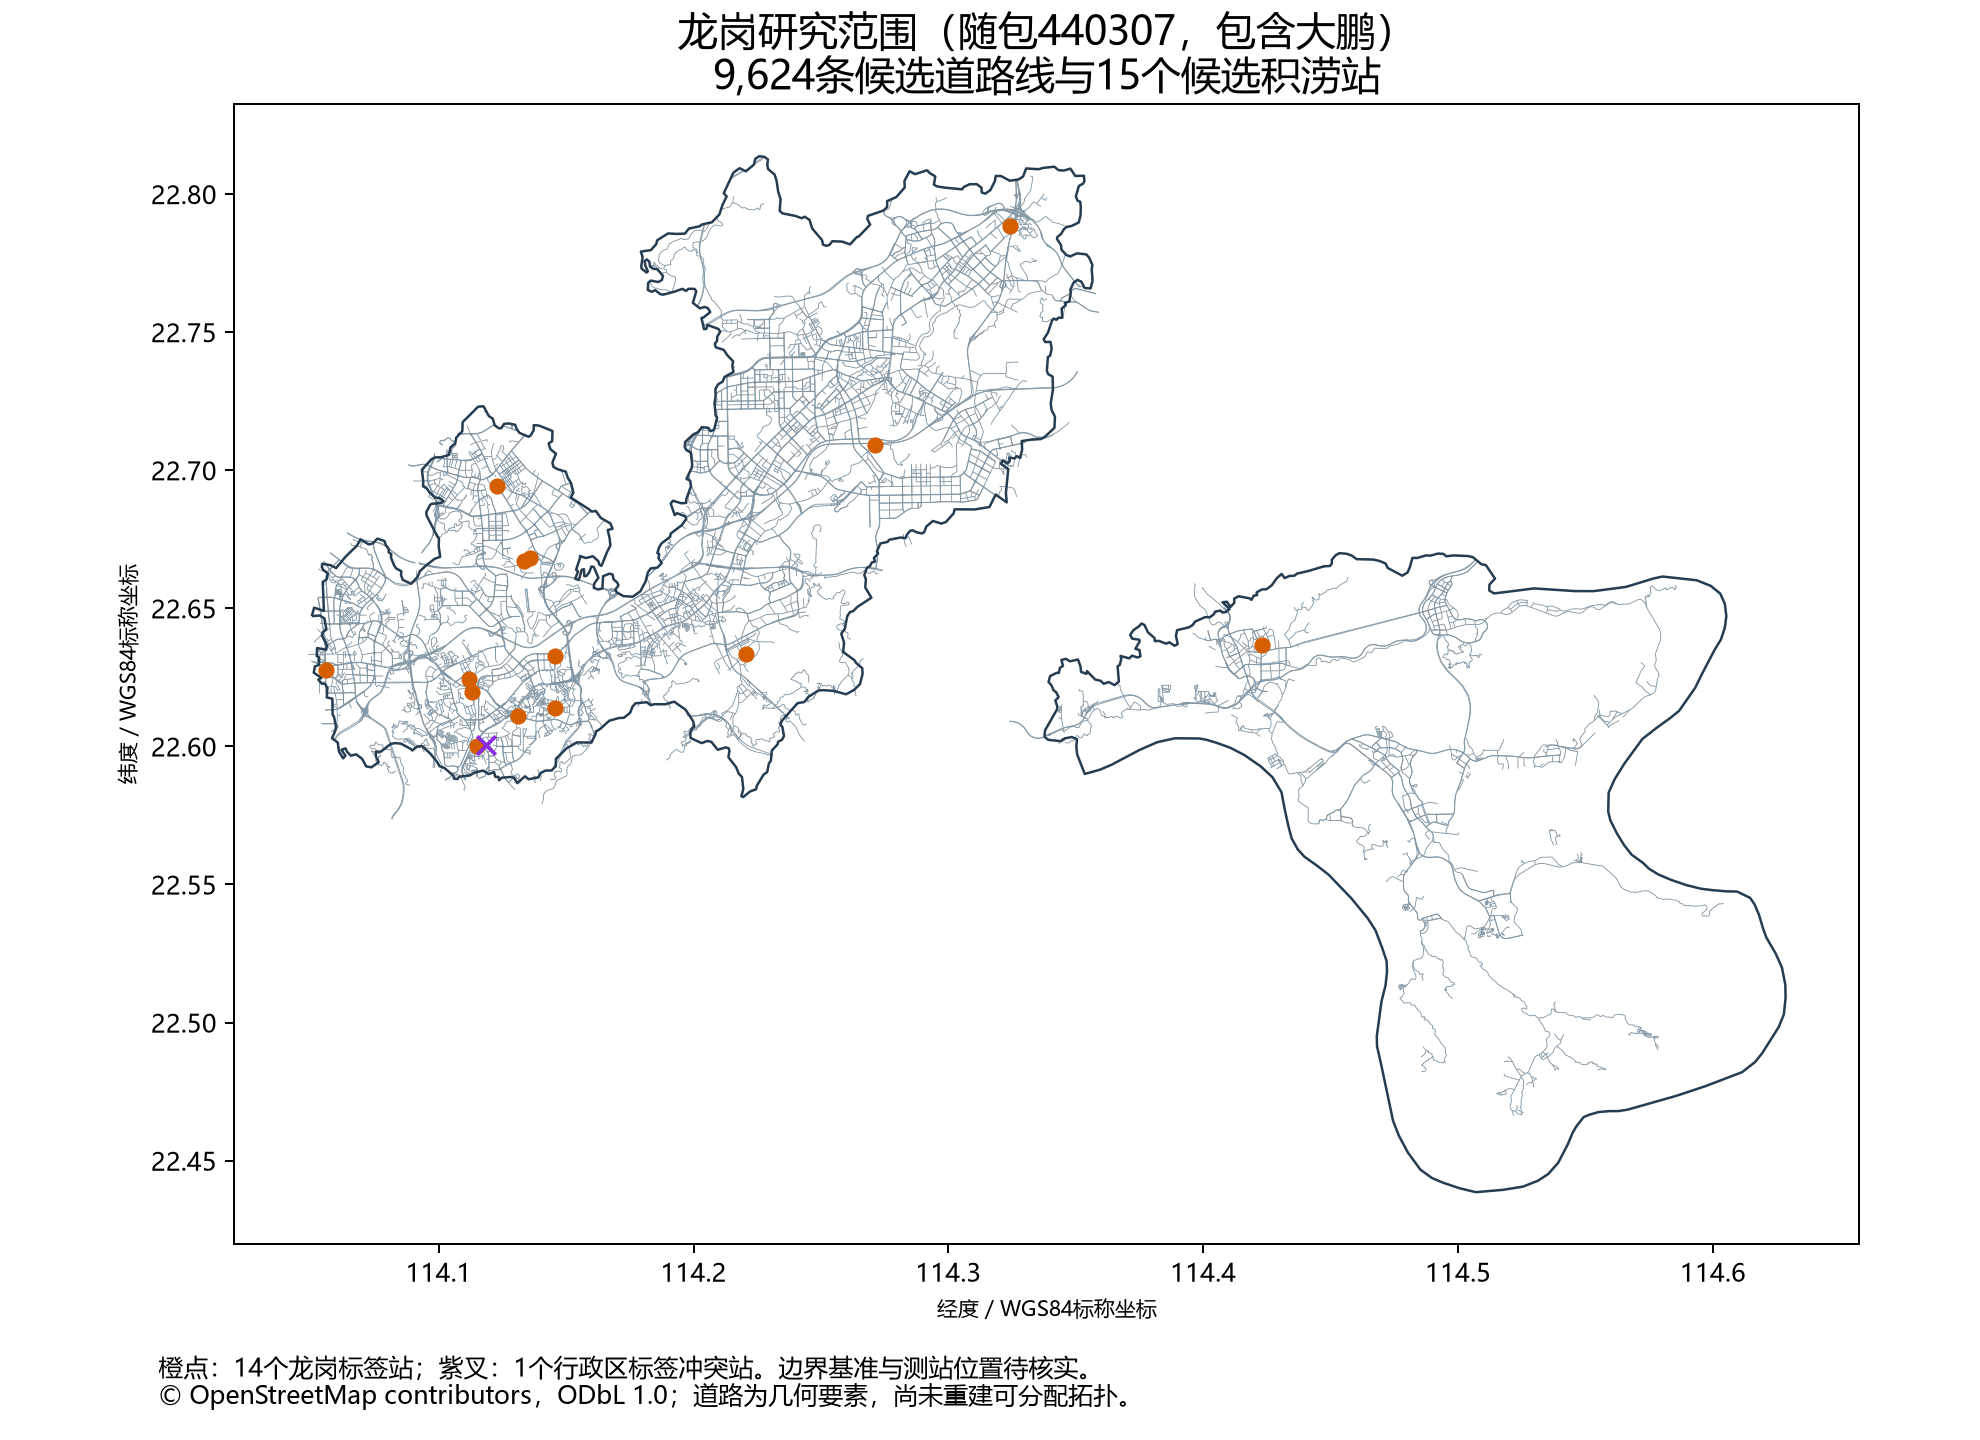 龙岗研究范围（随包440307，包含大鹏）
9,624条候选道路线与15个候选积涝站
22.80
22.75
22.70
22.65
22.60
22.55
22.50
22.45
纬度 / WGS84标称坐标
114.1
114.2
114.3
114.4
114.5
114.6
经度 / WGS84标称坐标
橙点：14个龙岗标签站；紫叉：1个行政区标签冲突站。边界基准与测站位置待核实。
© OpenStreetMap contributors，ODbL 1.0；道路为几何要素，尚未重建可分配拓扑。